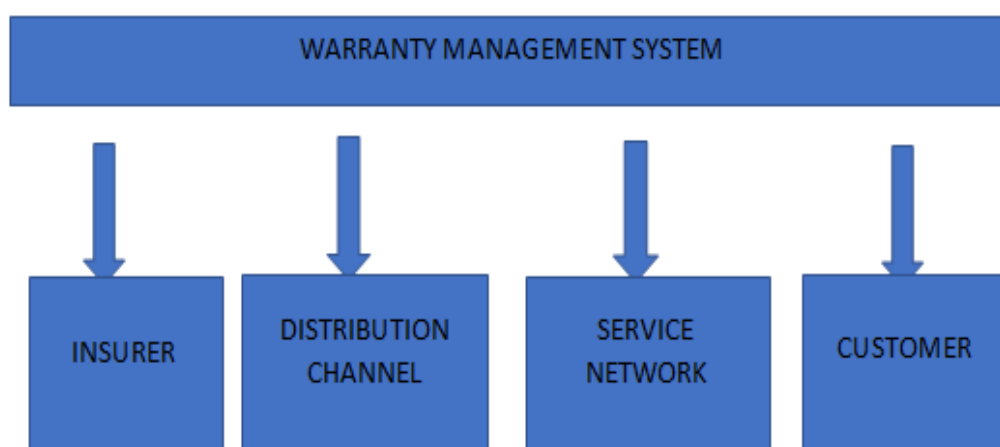 WARRANTY MANAGEMENT SYSTEM
INSURER
DISTRIBUTION
CHANNEL
SERVICE
NETWORK
CUSTOMER